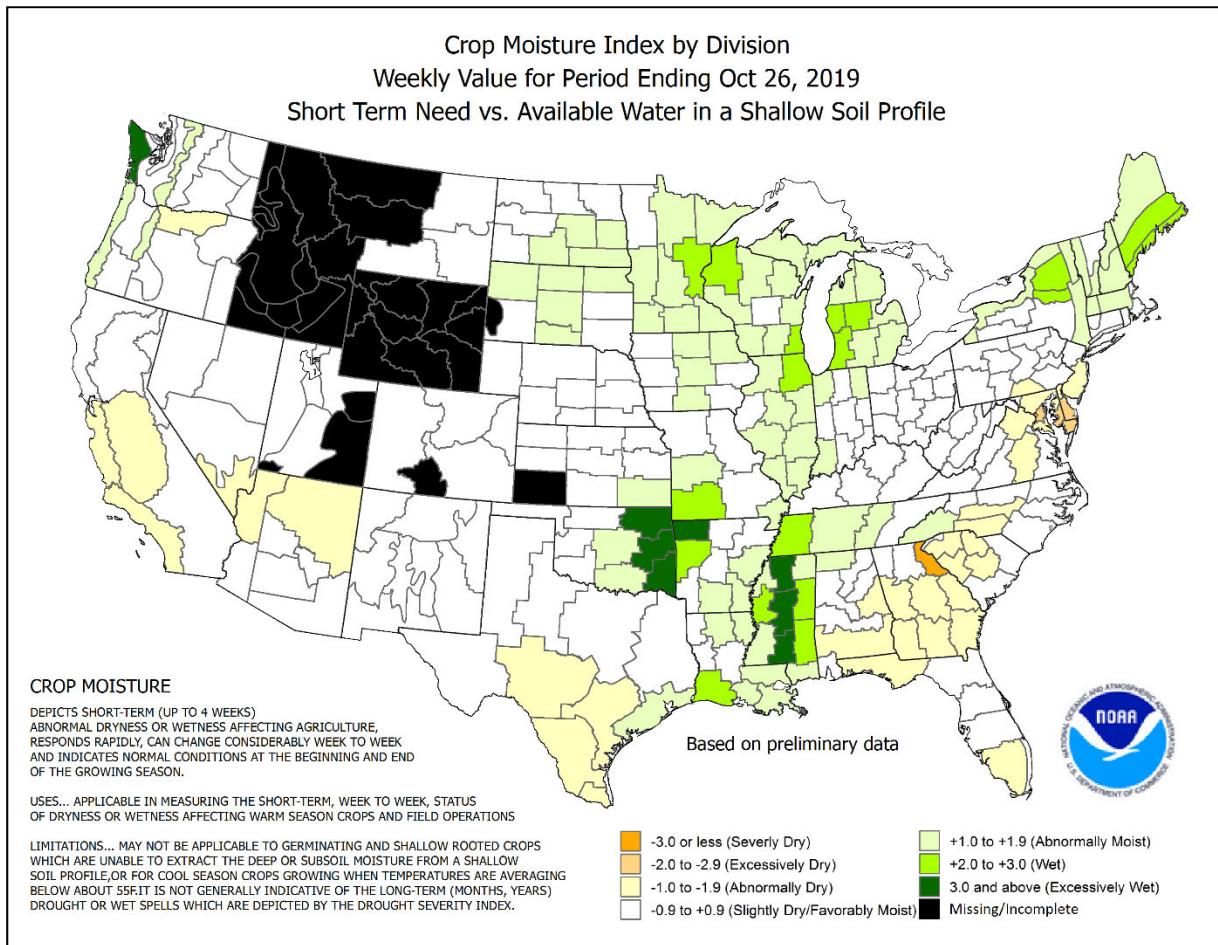 Crop Moisture Index by Division
Weekly Value for Period Ending Oct 26, 2019
Short Term Need vs. Available Water in a Shallow Soil Profile
CROP MOISTURE
DEPICTS SHORT-TERM (UP TO 4 WEEKS)
ABNORMAL DRYNESS OR WETNESS AFFECTING AGRICULTURE,
RESPONDS RAPIDLY, CAN CHANGE CONSIDERABLY WEEK TO WEEK
AND INDICATES NORMAL CONDITIONS AT THE BEGINNING AND END
OF THE GROWING SEASON.
USES... APPLICABLE IN MEASURING THE SHORT-TERM, WEEK TO WEEK, STATUS
OF DRYNESS OR WETNESS AFFECTING WARM SEASON CROPS AND FIELD OPERATIONS
LIMITATIONS... MAY NOT BE APPLICABLE TO GERMINATING AND SHALLOW ROOTED CROPS
WHICH ARE UNABLE TO EXTRACT THE DEEP OR SUBSOIL MOISTURE FROM A SHALLOW
SOIL PROFILE,OR FOR COOL SEASON CROPS GROWING WHEN TEMPERATURES ARE AVERAGING
BELOW ABOUT 55F.IT IS NOT GENERALLY INDICATIVE OF THE LONG-TERM (MONTHS, YEARS)
DROUGHT OR WET SPELLS WHICH ARE DEPICTED BY THE DROUGHT SEVERITY INDEX.
Based on preliminary data
NATIONAL OCEANIC AND ATMOSPHERIC ADMINISTRATION
NOAA
U.S. DEPARTMENT OF COMMERCE
-3.0 or less (Severly Dry)
-2.0 to -2.9 (Excessively Dry)
-1.0 to -1.9 (Abnormally Dry)
-0.9 to +0.9 (Slightly Dry/Favorably Moist)
+1.0 to +1.9 (Abnormally Moist)
+2.0 to +3.0 (Wet)
3.0 and above (Excessively Wet)
Missing/Incomplete